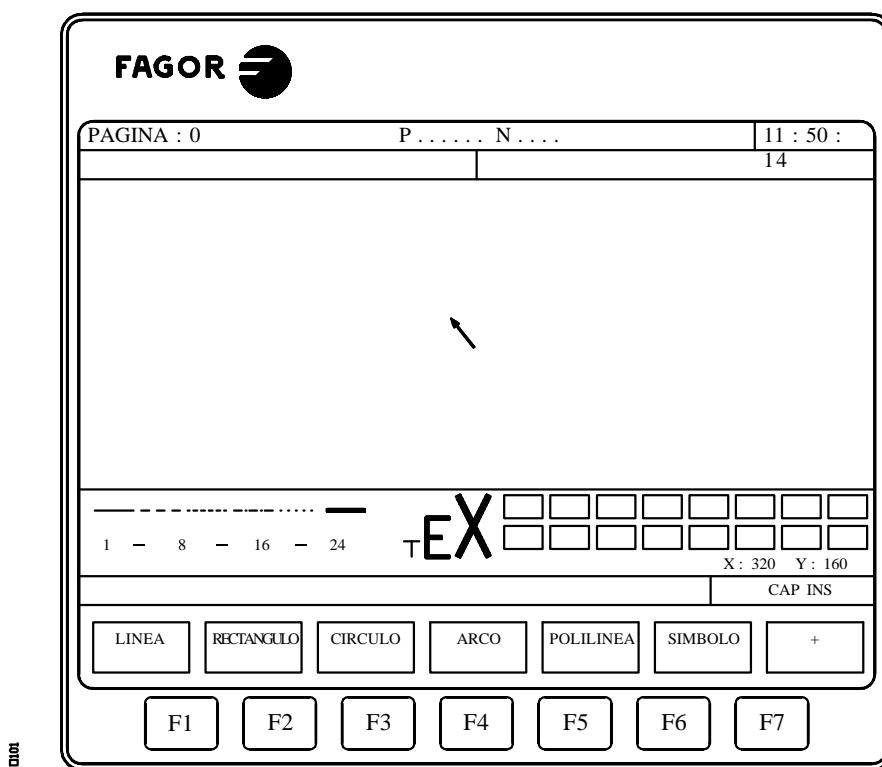 FAGOR
PAGINA : 0 P . . . . . . N . . . . 11 : 50 :
14
TEX
1 - 8 - 16 - 24
X : 320 Y : 160
CAP INS
LINEA RECTANGULO CIRCULO ARCO POLILINEA SIMBOLO +
F1 F2 F3 F4 F5 F6 F7